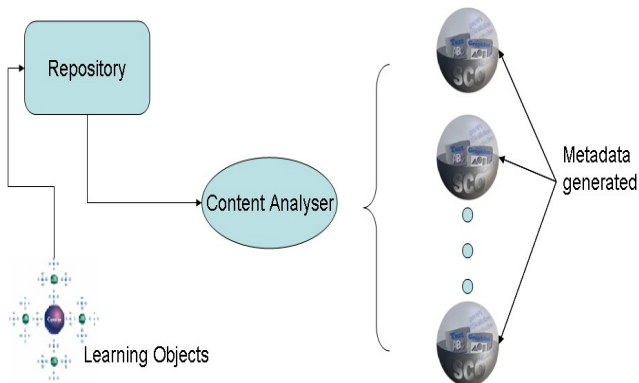 Repository
Content Analyser
Learning Objects
SCO
SCO
SCO
Metadata
generated